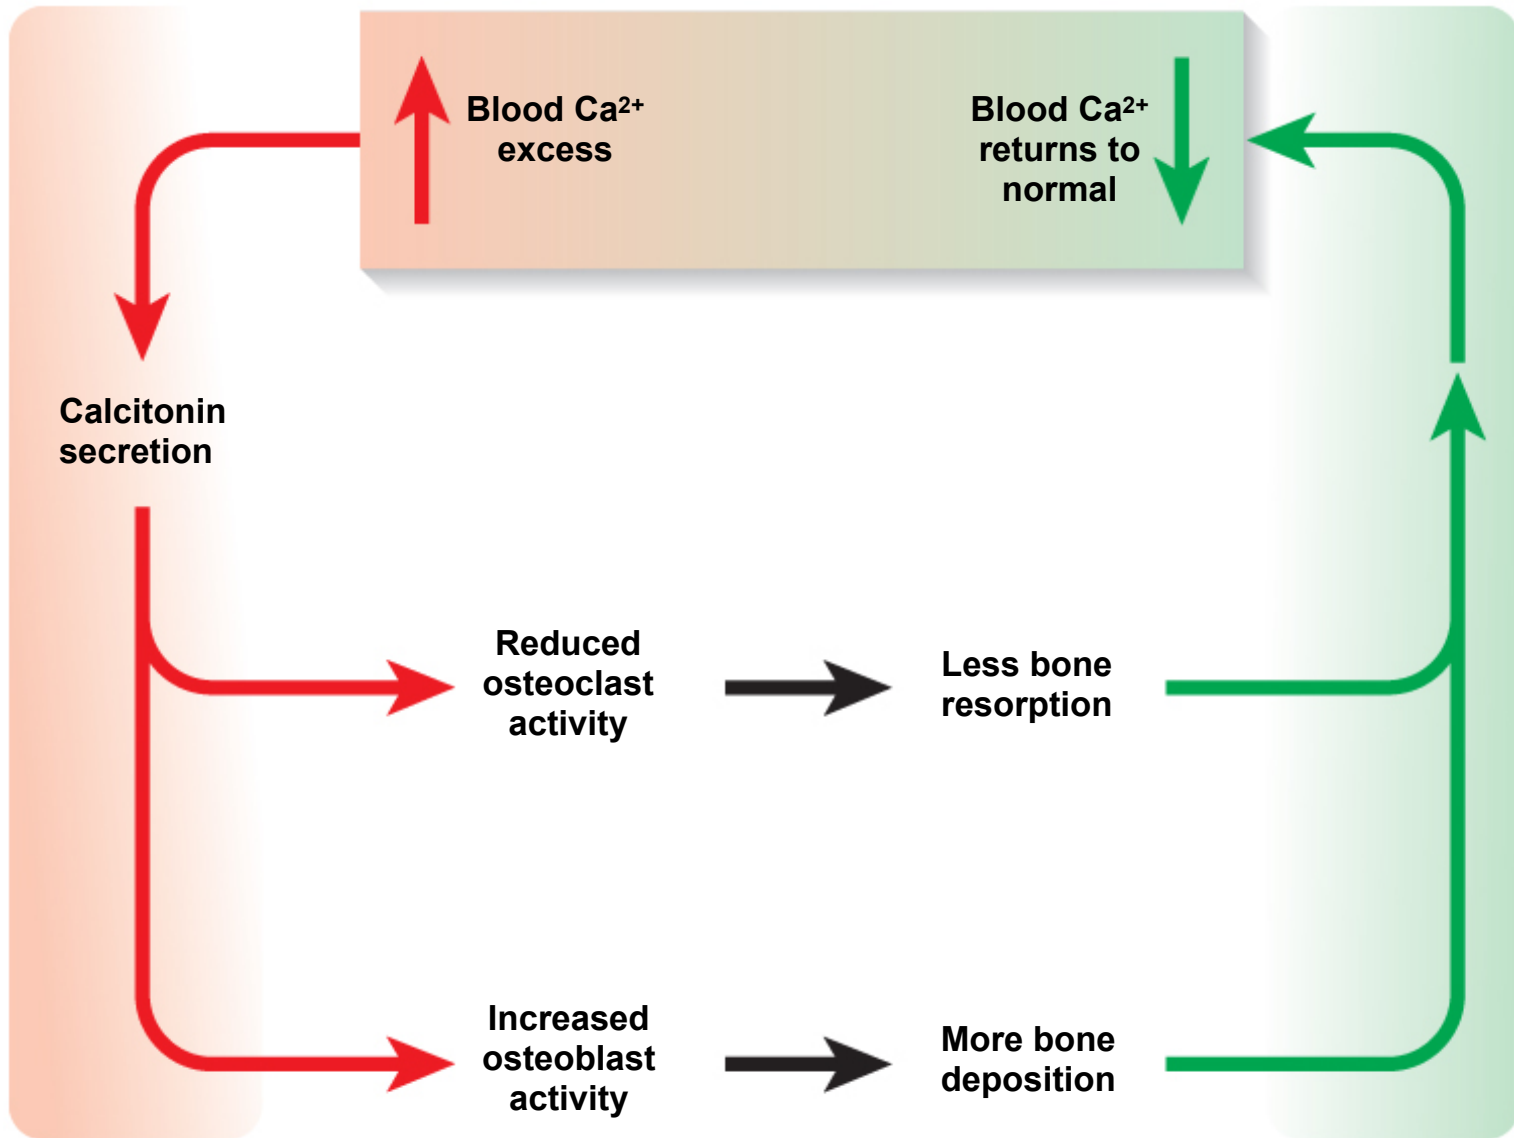 Blood Ca²⁺
excess
Blood Ca²⁺
returns to
normal
Calcitonin
secretion
Reduced
osteoclast
activity
Less bone
resorption
Increased
osteoblast
activity
More bone
deposition